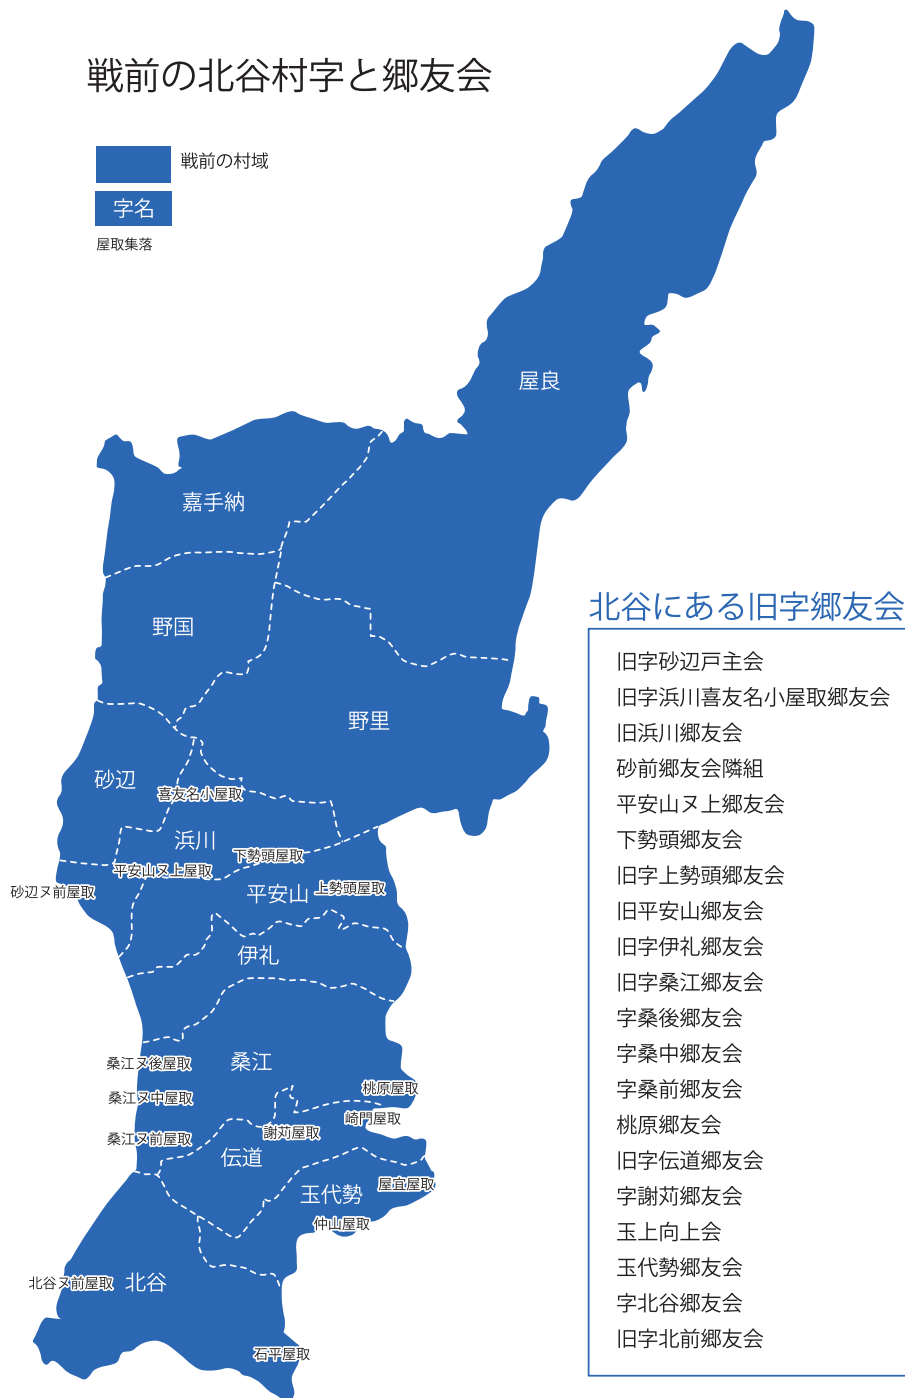 戦前の北谷村字と郷友会
戦前の村域
字名
屋取集落
屋良
嘉手納
野国
野里
砂辺
喜友名小屋取
浜川
下勢頭屋取
平安山ヌ上屋取
砂辺ヌ前屋取
平安山
上勢頭屋取
伊礼
桑江ヌ後屋取
桑江
桃原屋取
桑江ヌ中屋取
崎門屋取
謝苅屋取
桑江ヌ前屋取
伝道
屋宜屋取
玉代勢
仲山屋取
北谷ヌ前屋取
北谷
石平屋取
北谷にある旧字郷友会
旧字砂辺戸主会
旧字浜川喜友名小屋取郷友会
旧浜川郷友会
砂前郷友会隣組
平安山ヌ上郷友会
下勢頭郷友会
旧字上勢頭郷友会
旧平安山郷友会
旧字伊礼郷友会
旧字桑江郷友会
字桑後郷友会
字桑中郷友会
字桑前郷友会
桃原郷友会
旧字伝道郷友会
字謝苅郷友会
玉上向上会
玉代勢郷友会
字北谷郷友会
旧字北前郷友会